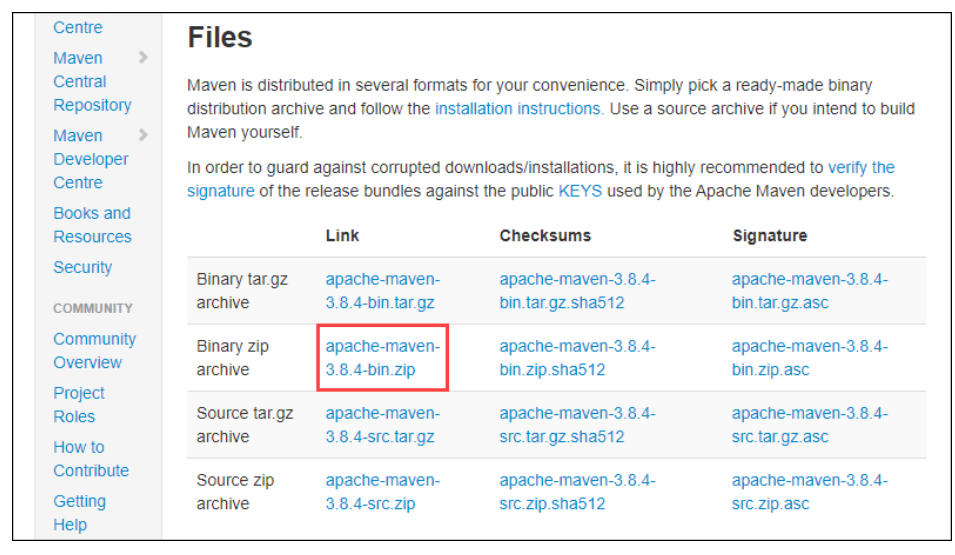 Centre
Maven
Central
Repository
Maven
Developer
Centre
Books and
Resources
Security
COMMUNITY
Community
Overview
Project
Roles
How to
Contribute
Getting
Help
Files
Maven is distributed in several formats for your convenience. Simply pick a ready-made binary
distribution archive and follow the installation instructions. Use a source archive if you intend to build
Maven yourself.
In order to guard against corrupted downloads/installations, it is highly recommended to verify the
signature of the release bundles against the public KEYS used by the Apache Maven developers.
Link Checksums Signature
Binary tar.gz apache-maven- apache-maven-3.8.4- apache-maven-3.8.4-
archive 3.8.4-bin.tar.gz bin.tar.gz.sha512 bin.tar.gz.asc
Binary zip apache-maven- apache-maven-3.8.4- apache-maven-3.8.4-
archive 3.8.4-bin.zip bin.zip.sha512 bin.zip.asc
Source tar.gz apache-maven- apache-maven-3.8.4- apache-maven-3.8.4-
archive 3.8.4-src.tar.gz src.tar.gz.sha512 src.tar.gz.asc
Source zip apache-maven- apache-maven-3.8.4- apache-maven-3.8.4-
archive 3.8.4-src.zip src.zip.sha512 src.zip.asc